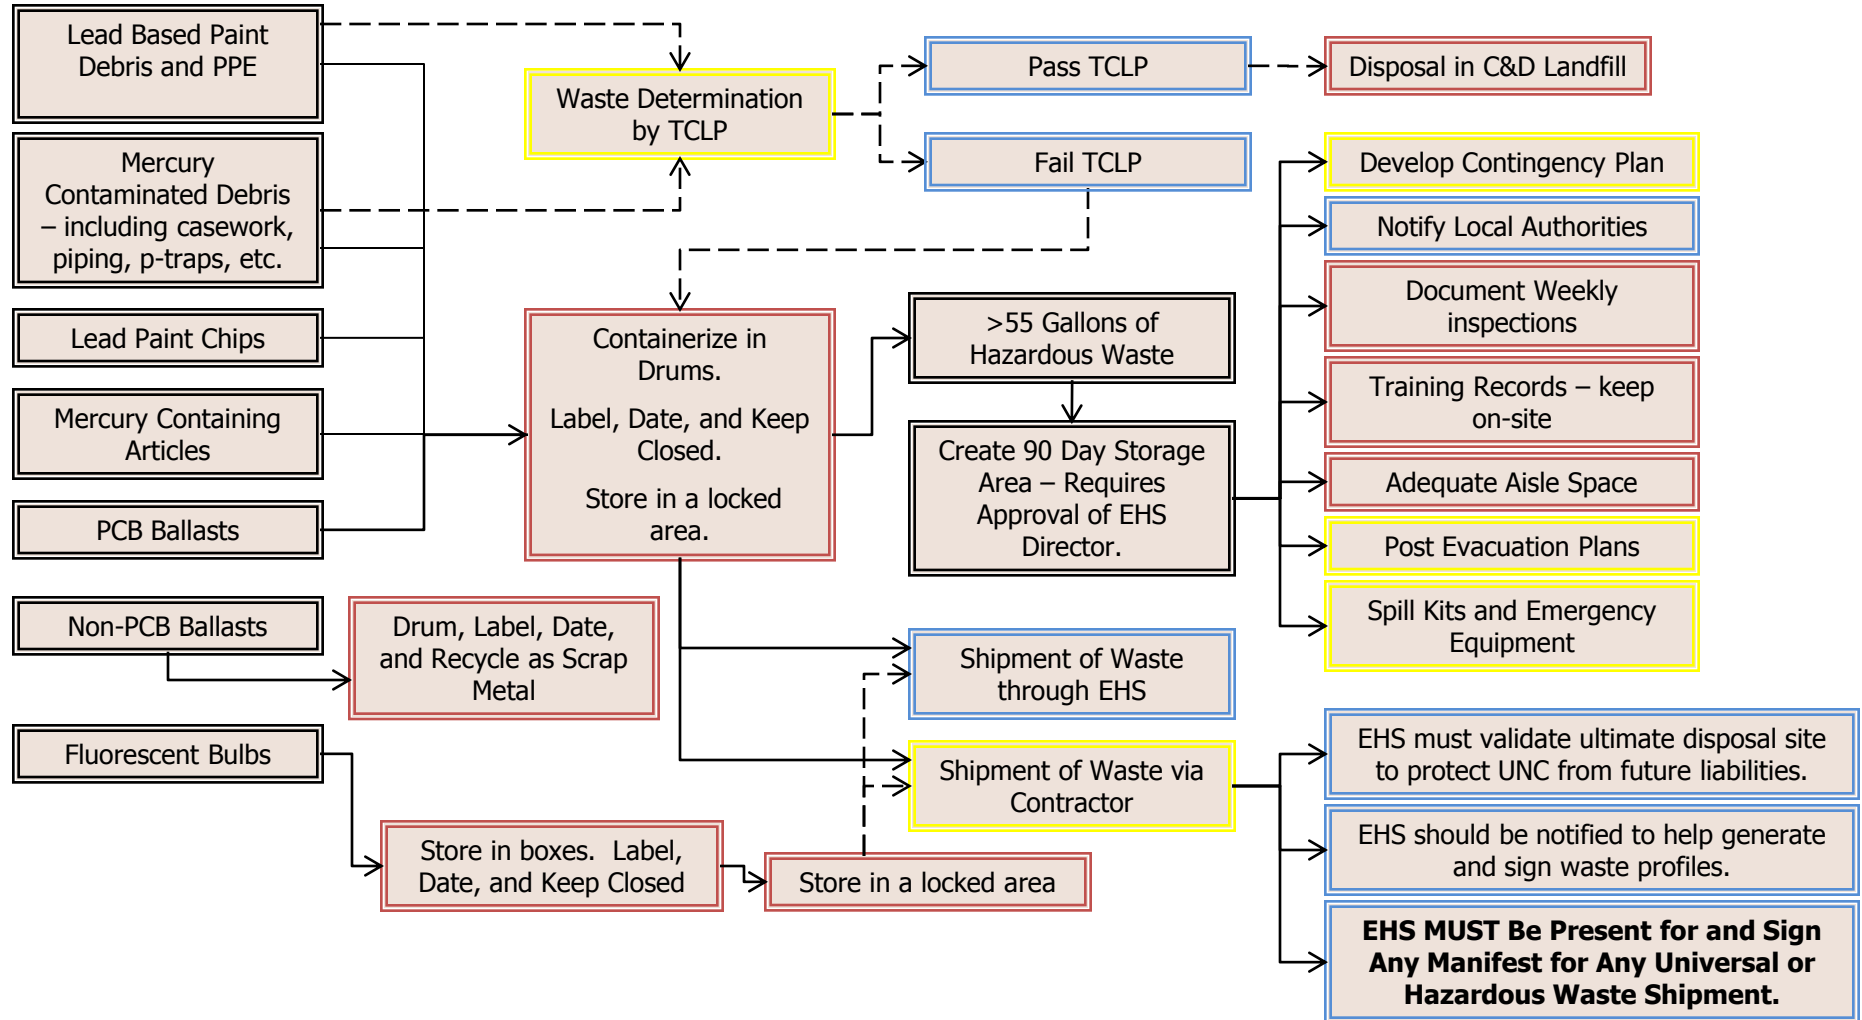 Lead Based Paint
Debris and PPE
Mercury
Contaminated Debris
– including casework,
piping, p-traps, etc.
Lead Paint Chips
Mercury Containing
Articles
PCB Ballasts
Non-PCB Ballasts
Fluorescent Bulbs
Waste Determination
by TCLP
Containerize in
Drums.
Label, Date, and Keep
Closed.
Store in a locked
area.
Drum, Label, Date,
and Recycle as Scrap
Metal
Store in boxes.  Label,
Date, and Keep Closed
Store in a locked area
Pass TCLP
Fail TCLP
Disposal in C&D Landfill
>55 Gallons of
Hazardous Waste
Create 90 Day Storage
Area – Requires
Approval of EHS
Director.
Shipment of Waste
through EHS
Shipment of Waste via
Contractor
Develop Contingency Plan
Notify Local Authorities
Document Weekly
inspections
Training Records – keep
on-site
Adequate Aisle Space
Post Evacuation Plans
Spill Kits and Emergency
Equipment
EHS must validate ultimate disposal site
to protect UNC from future liabilities.
EHS should be notified to help generate
and sign waste profiles.
EHS MUST Be Present for and Sign
Any Manifest for Any Universal or
Hazardous Waste Shipment.